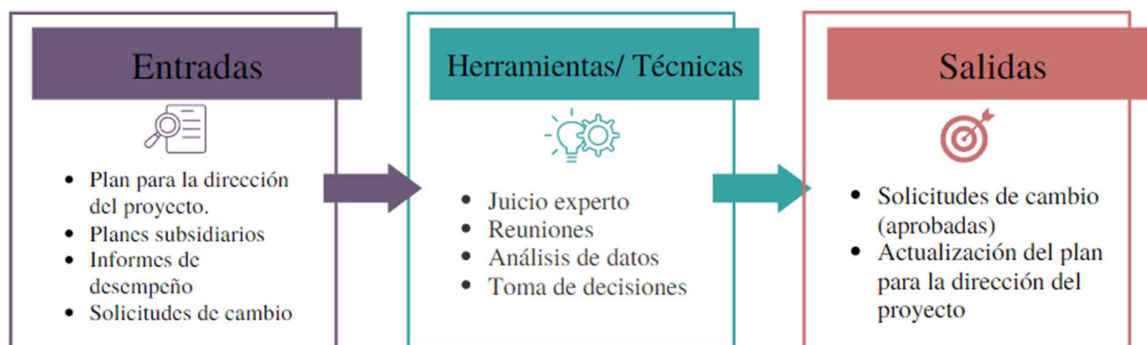 Entradas
• Plan para la dirección
del proyecto.
• Planes subsidiarios
• Informes de
desempeño
• Solicitudes de cambio
Herramientas/ Técnicas
• Juicio experto
• Reuniones
• Análisis de datos
• Toma de decisiones
Salidas
• Solicitudes de cambio
(aprobadas)
• Actualización del plan
para la dirección del
proyecto